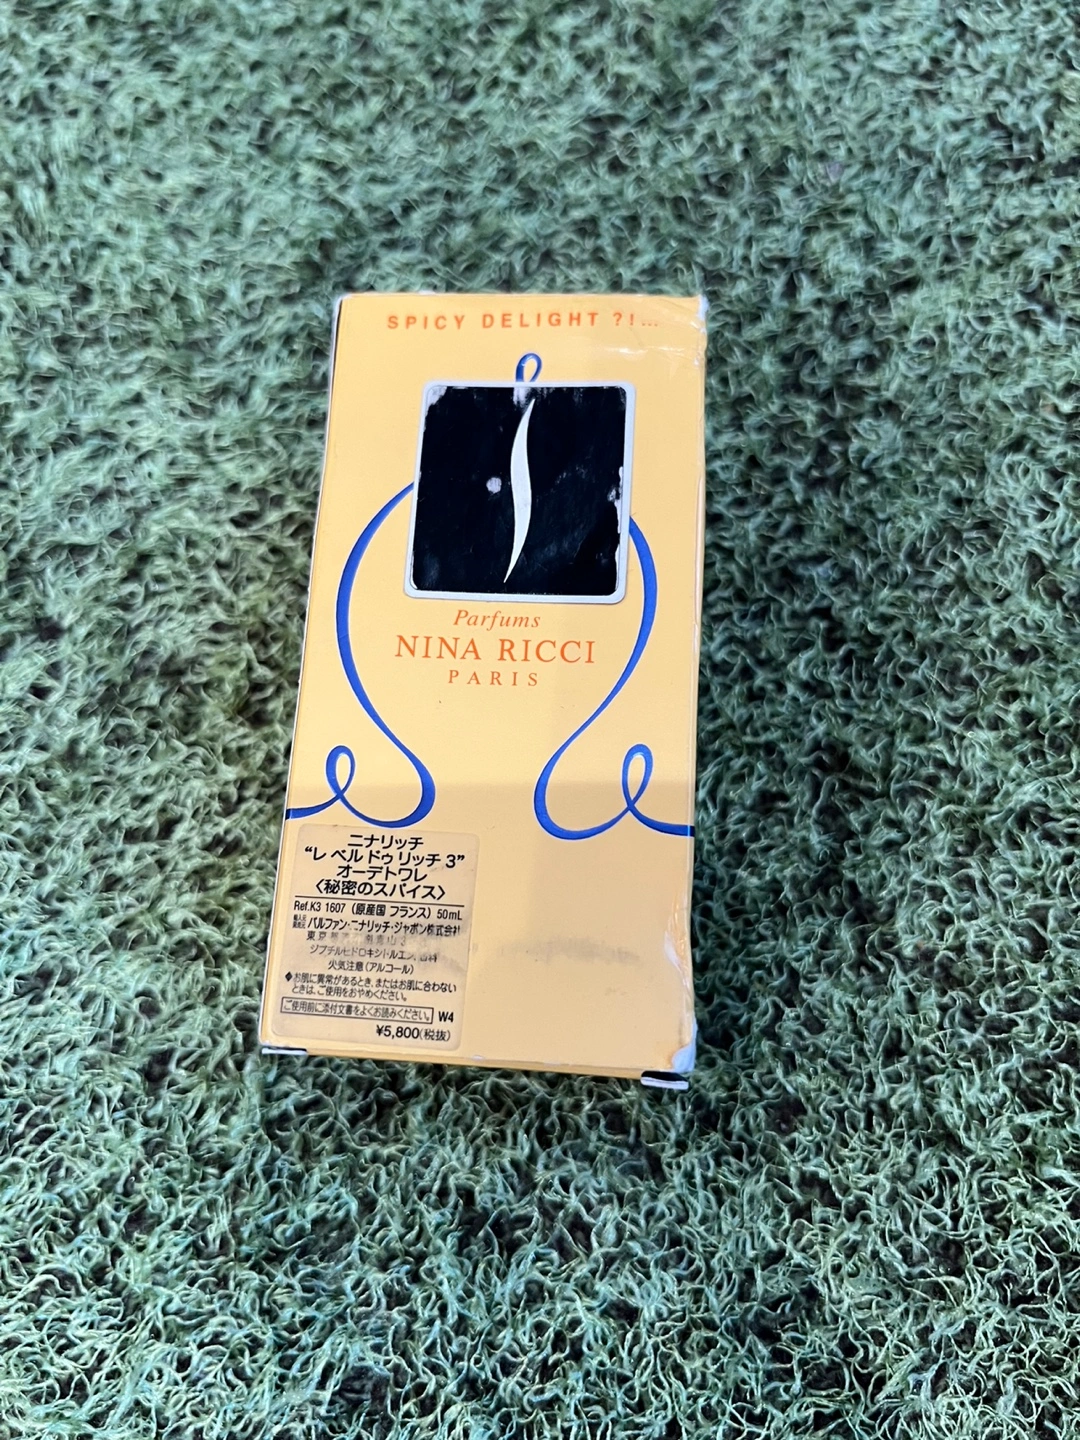 SPICY DELIGHT ?!...
Parfums
NINA RICCI
PARIS
ニナリッチ
“レ ベル ドゥ リッチ 3”
オーデトワレ
〈秘密のスパイス〉
Ref.K3 1607 (原産国 フランス) 50mL
パルファン・ニナリッチ・ジャポン株式会社
東京
ジブチルヒドロキシトルエン、香料
火気注意(アルコール)
◆お肌に異常があるとき、またはお肌に合わない
ときは、ご使用をおやめください。
ご使用前に添付文書をよくお読みください。 W4
¥5,800(税抜)